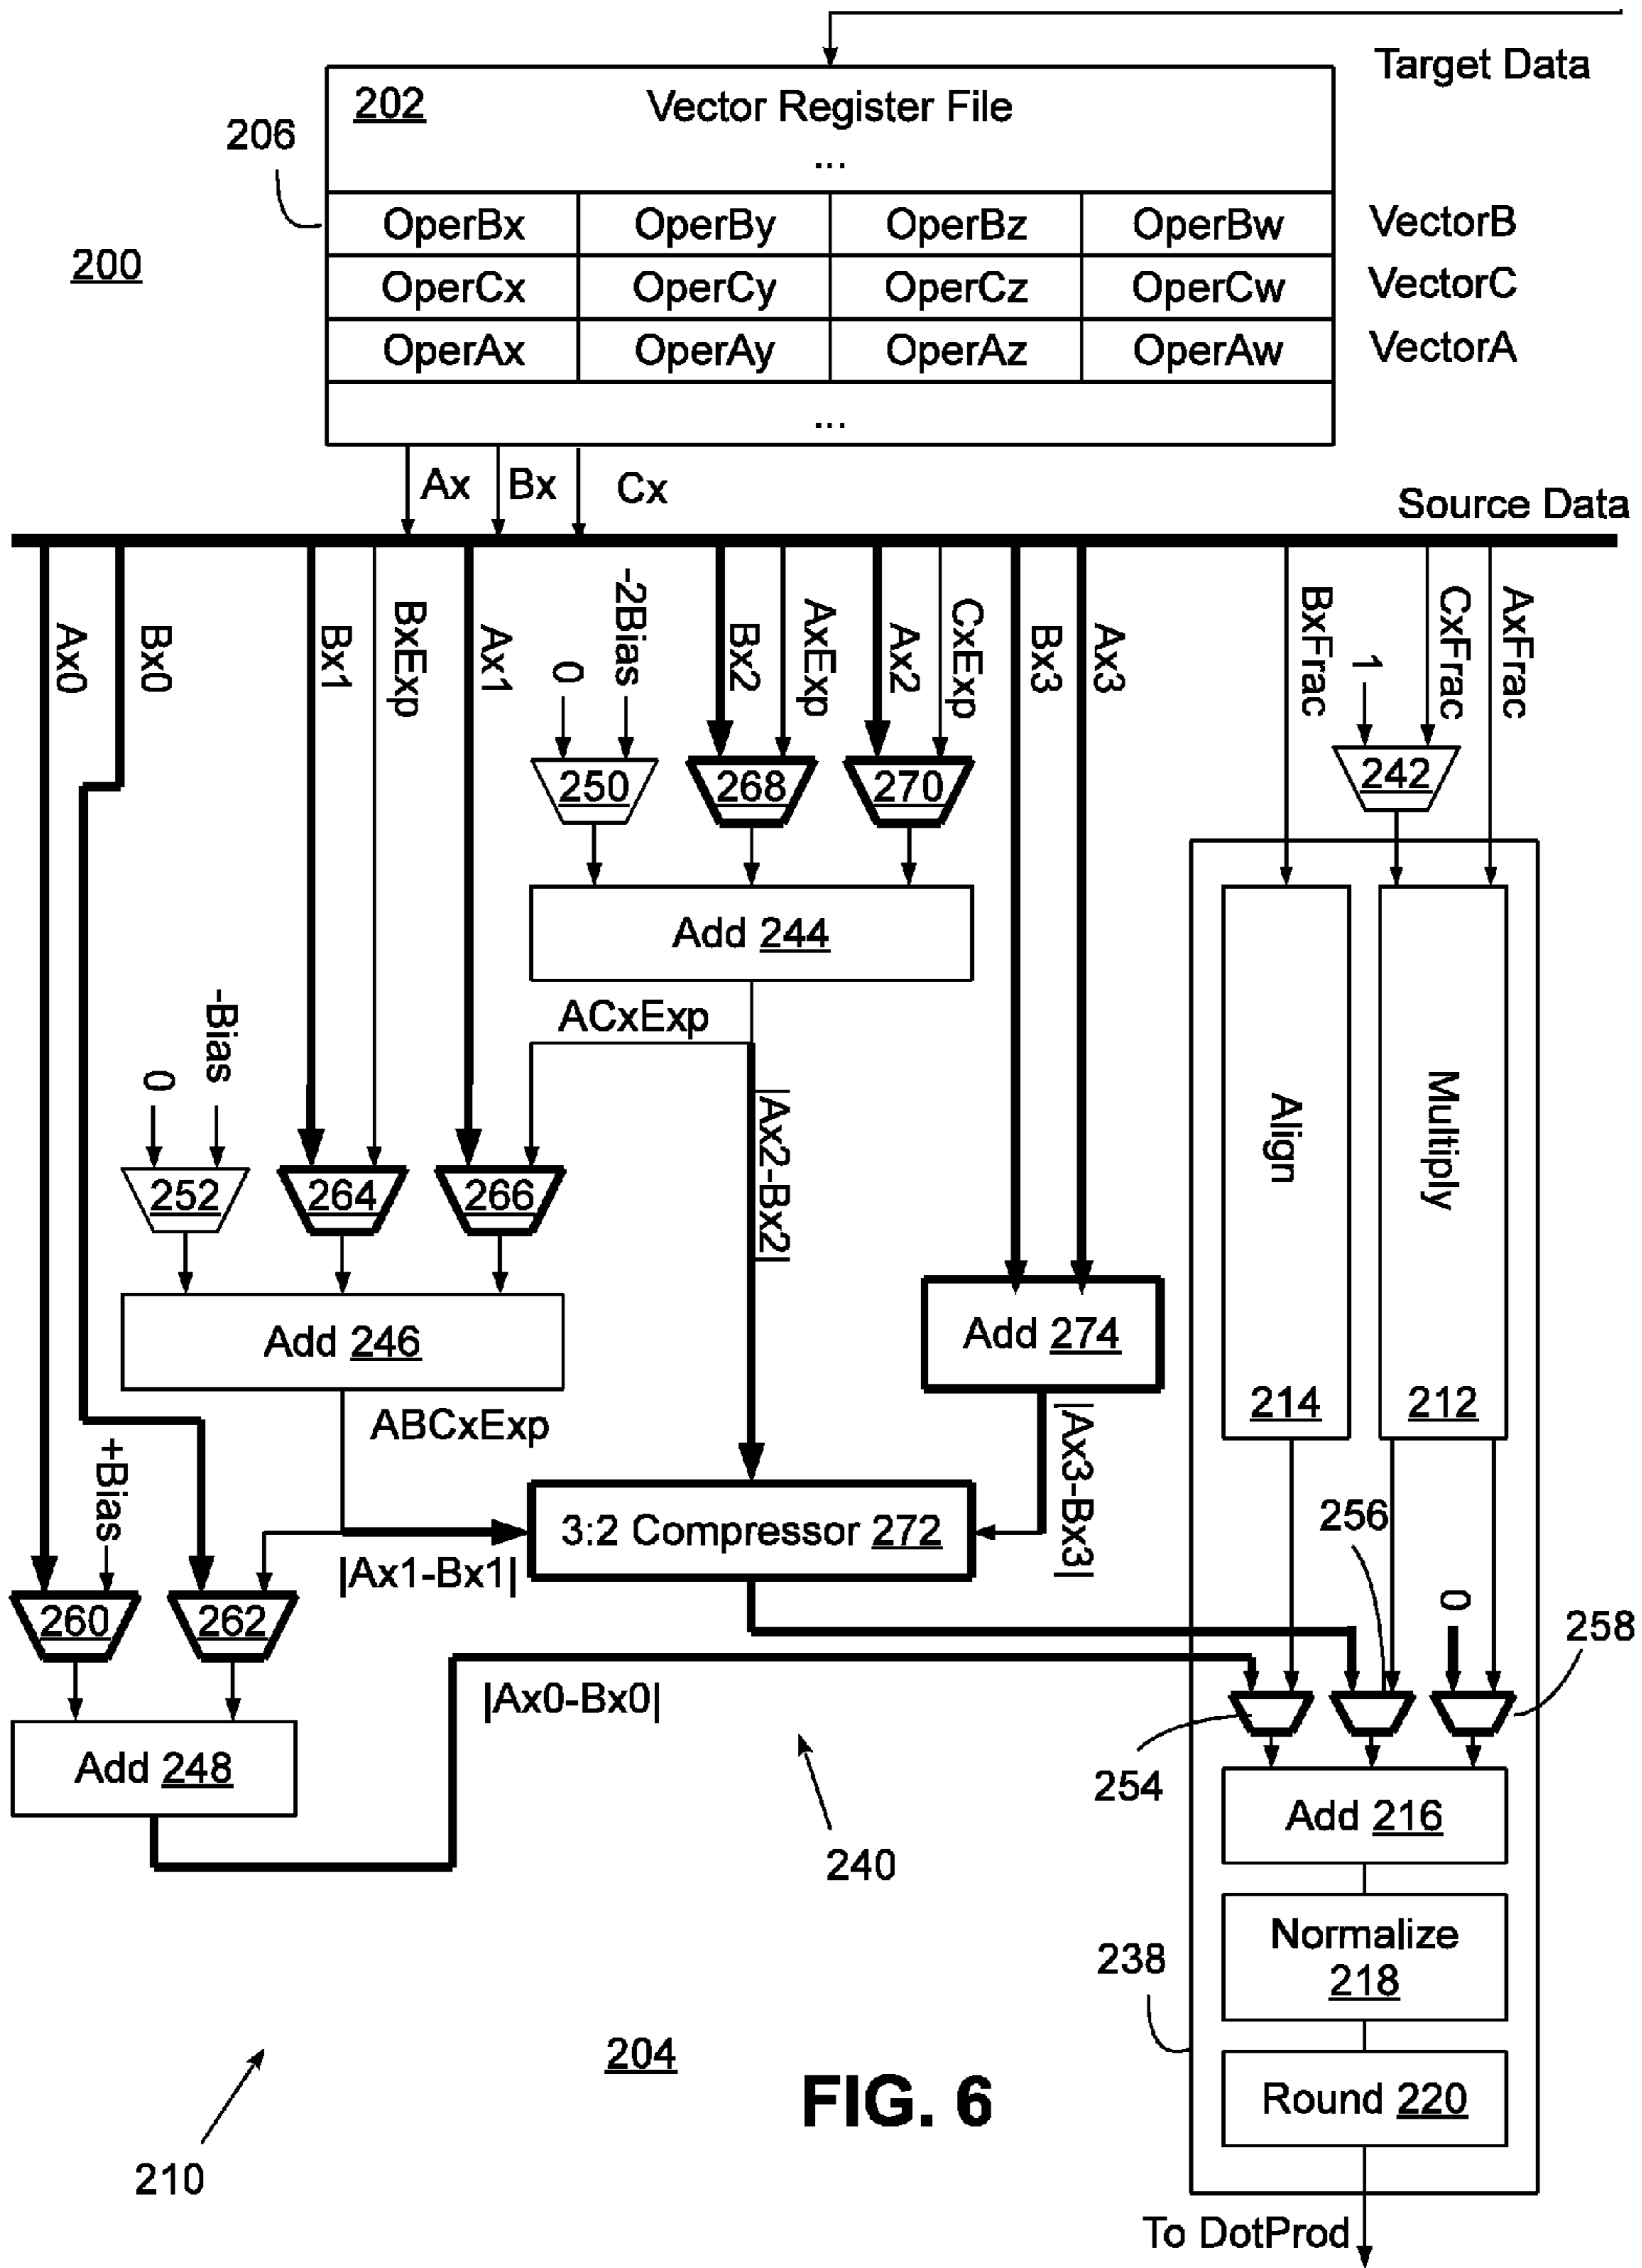 Target Data
202 Vector Register File
206
...
OperBx OperBy OperBz OperBw VectorB
200
OperCx OperCy OperCz OperCw VectorC
OperAx OperAy OperAz OperAw VectorA
...
Ax Bx Cx
Source Data
Ax0
Bx0
Bx1
BxExp
Ax1
0
-2Bias
Bx2
AxExp
Ax2
CxExp
Bx3
Ax3
BxFrac
1
CxFrac
AxFrac
250
268
270
242
Add 244
ACxExp
0
-Bias
252
264
266
|Ax2-Bx2|
Align
Multiply
Add 246
Add 274
214
212
ABCxExp
+Bias
|Ax3-Bx3|
256
3:2 Compressor 272
|Ax1-Bx1|
260
262
0
258
|Ax0-Bx0|
Add 248
254
Add 216
240
Normalize
218
238
204
FIG. 6
Round 220
210
To DotProd